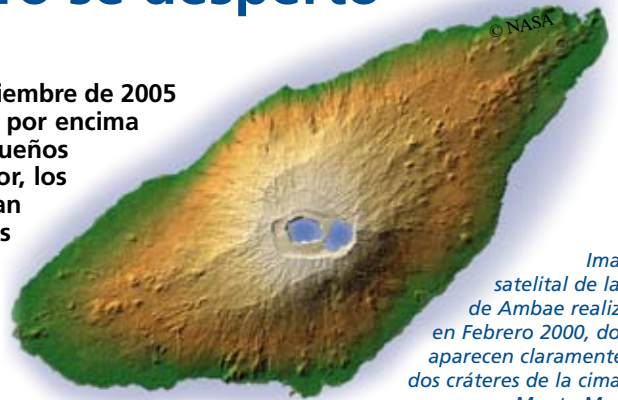 se despertó
© NASA
iembre de 2005
por encima
ueños
or, los
an
s
Ima
satelital de la
de Ambae realiz
en Febrero 2000, do
aparecen claramente
dos cráteres de la cima